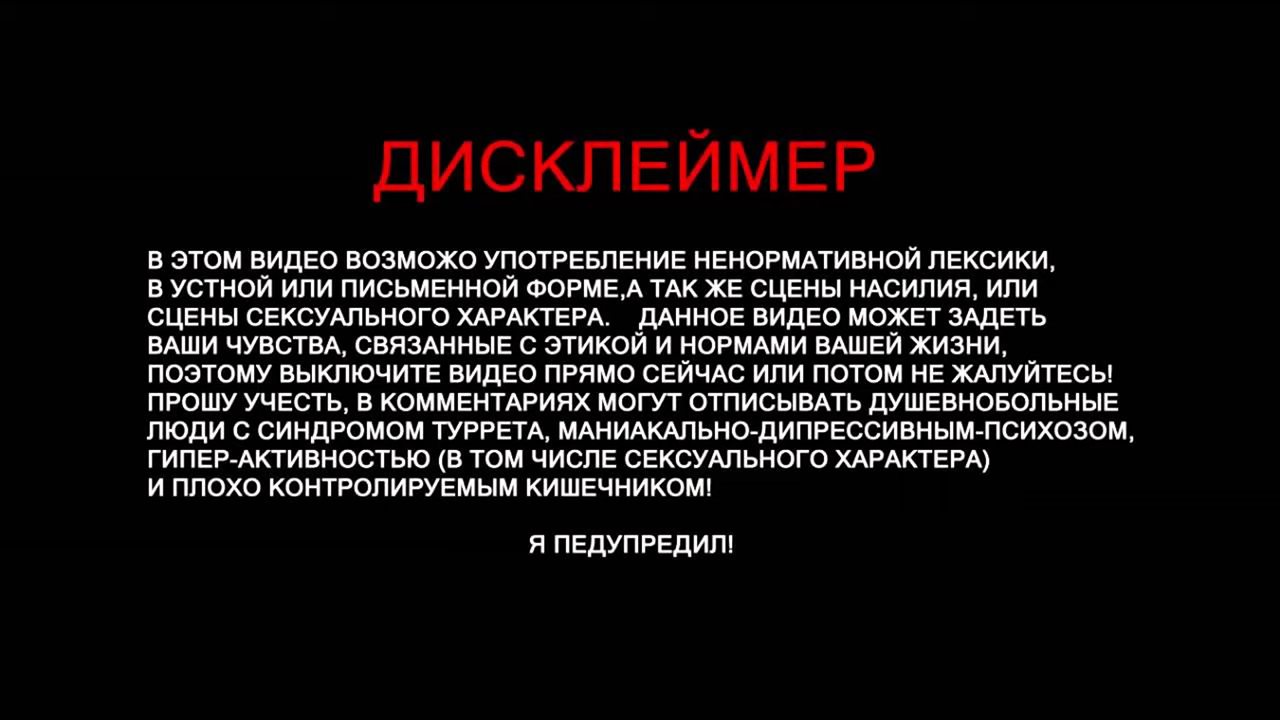 ДИСКЛЕЙМЕР
В ЭТОМ ВИДЕО ВОЗМОЖО УПОТРЕБЛЕНИЕ НЕНОРМАТИВНОЙ ЛЕКСИКИ,
В УСТНОЙ ИЛИ ПИСЬМЕННОЙ ФОРМЕ,А ТАК ЖЕ СЦЕНЫ НАСИЛИЯ, ИЛИ
СЦЕНЫ СЕКСУАЛЬНОГО ХАРАКТЕРА. ДАННОЕ ВИДЕО МОЖЕТ ЗАДЕТЬ
ВАШИ ЧУВСТВА, СВЯЗАННЫЕ С ЭТИКОЙ И НОРМАМИ ВАШЕЙ ЖИЗНИ,
ПОЭТОМУ ВЫКЛЮЧИТЕ ВИДЕО ПРЯМО СЕЙЧАС ИЛИ ПОТОМ НЕ ЖАЛУЙТЕСЬ!
ПРОШУ УЧЕСТЬ, В КОММЕНТАРИЯХ МОГУТ ОТПИСЫВАТЬ ДУШЕВНОБОЛЬНЫЕ
ЛЮДИ С СИНДРОМОМ ТУРРЕТА, МАНИАКАЛЬНО-ДИПРЕССИВНЫМ-ПСИХОЗОМ,
ГИПЕР-АКТИВНОСТЬЮ (В ТОМ ЧИСЛЕ СЕКСУАЛЬНОГО ХАРАКТЕРА)
И ПЛОХО КОНТРОЛИРУЕМЫМ КИШЕЧНИКОМ!
Я ПЕДУПРЕДИЛ!